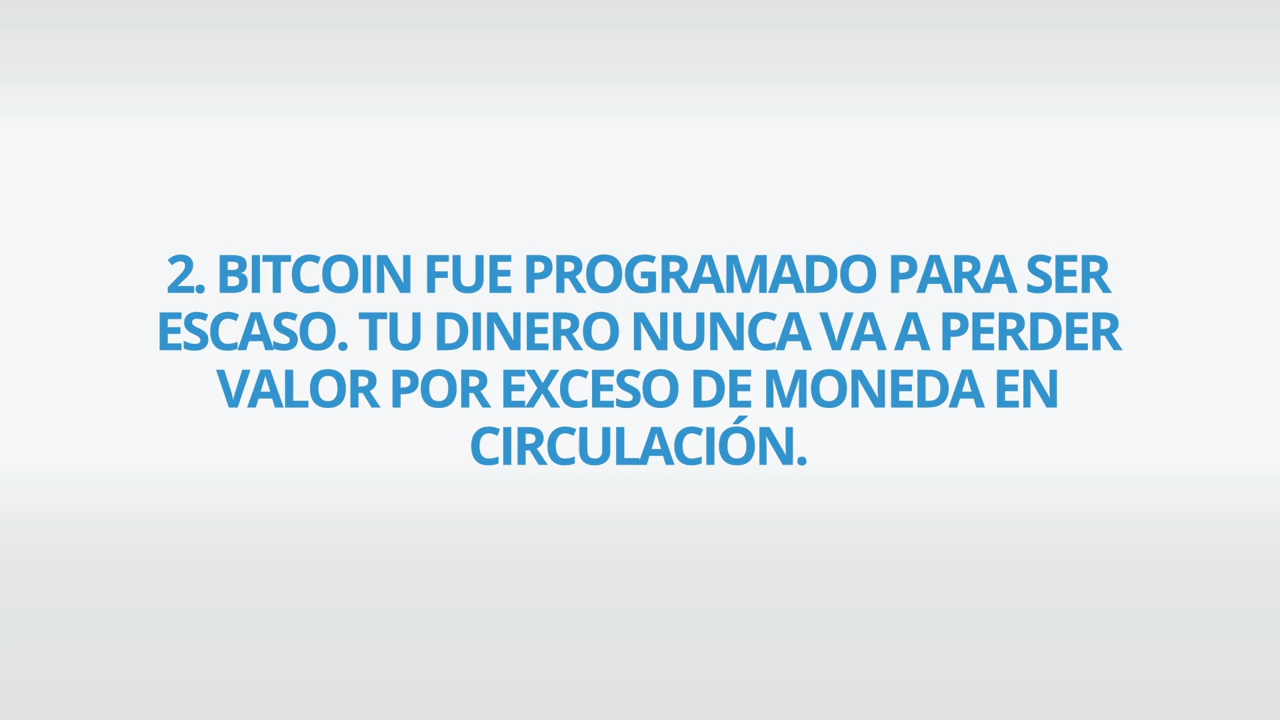 2. BITCOIN FUE PROGRAMADO PARA SER
ESCASO. TU DINERO NUNCA VA A PERDER
VALOR POR EXCESO DE MONEDA EN
CIRCULACIÓN.